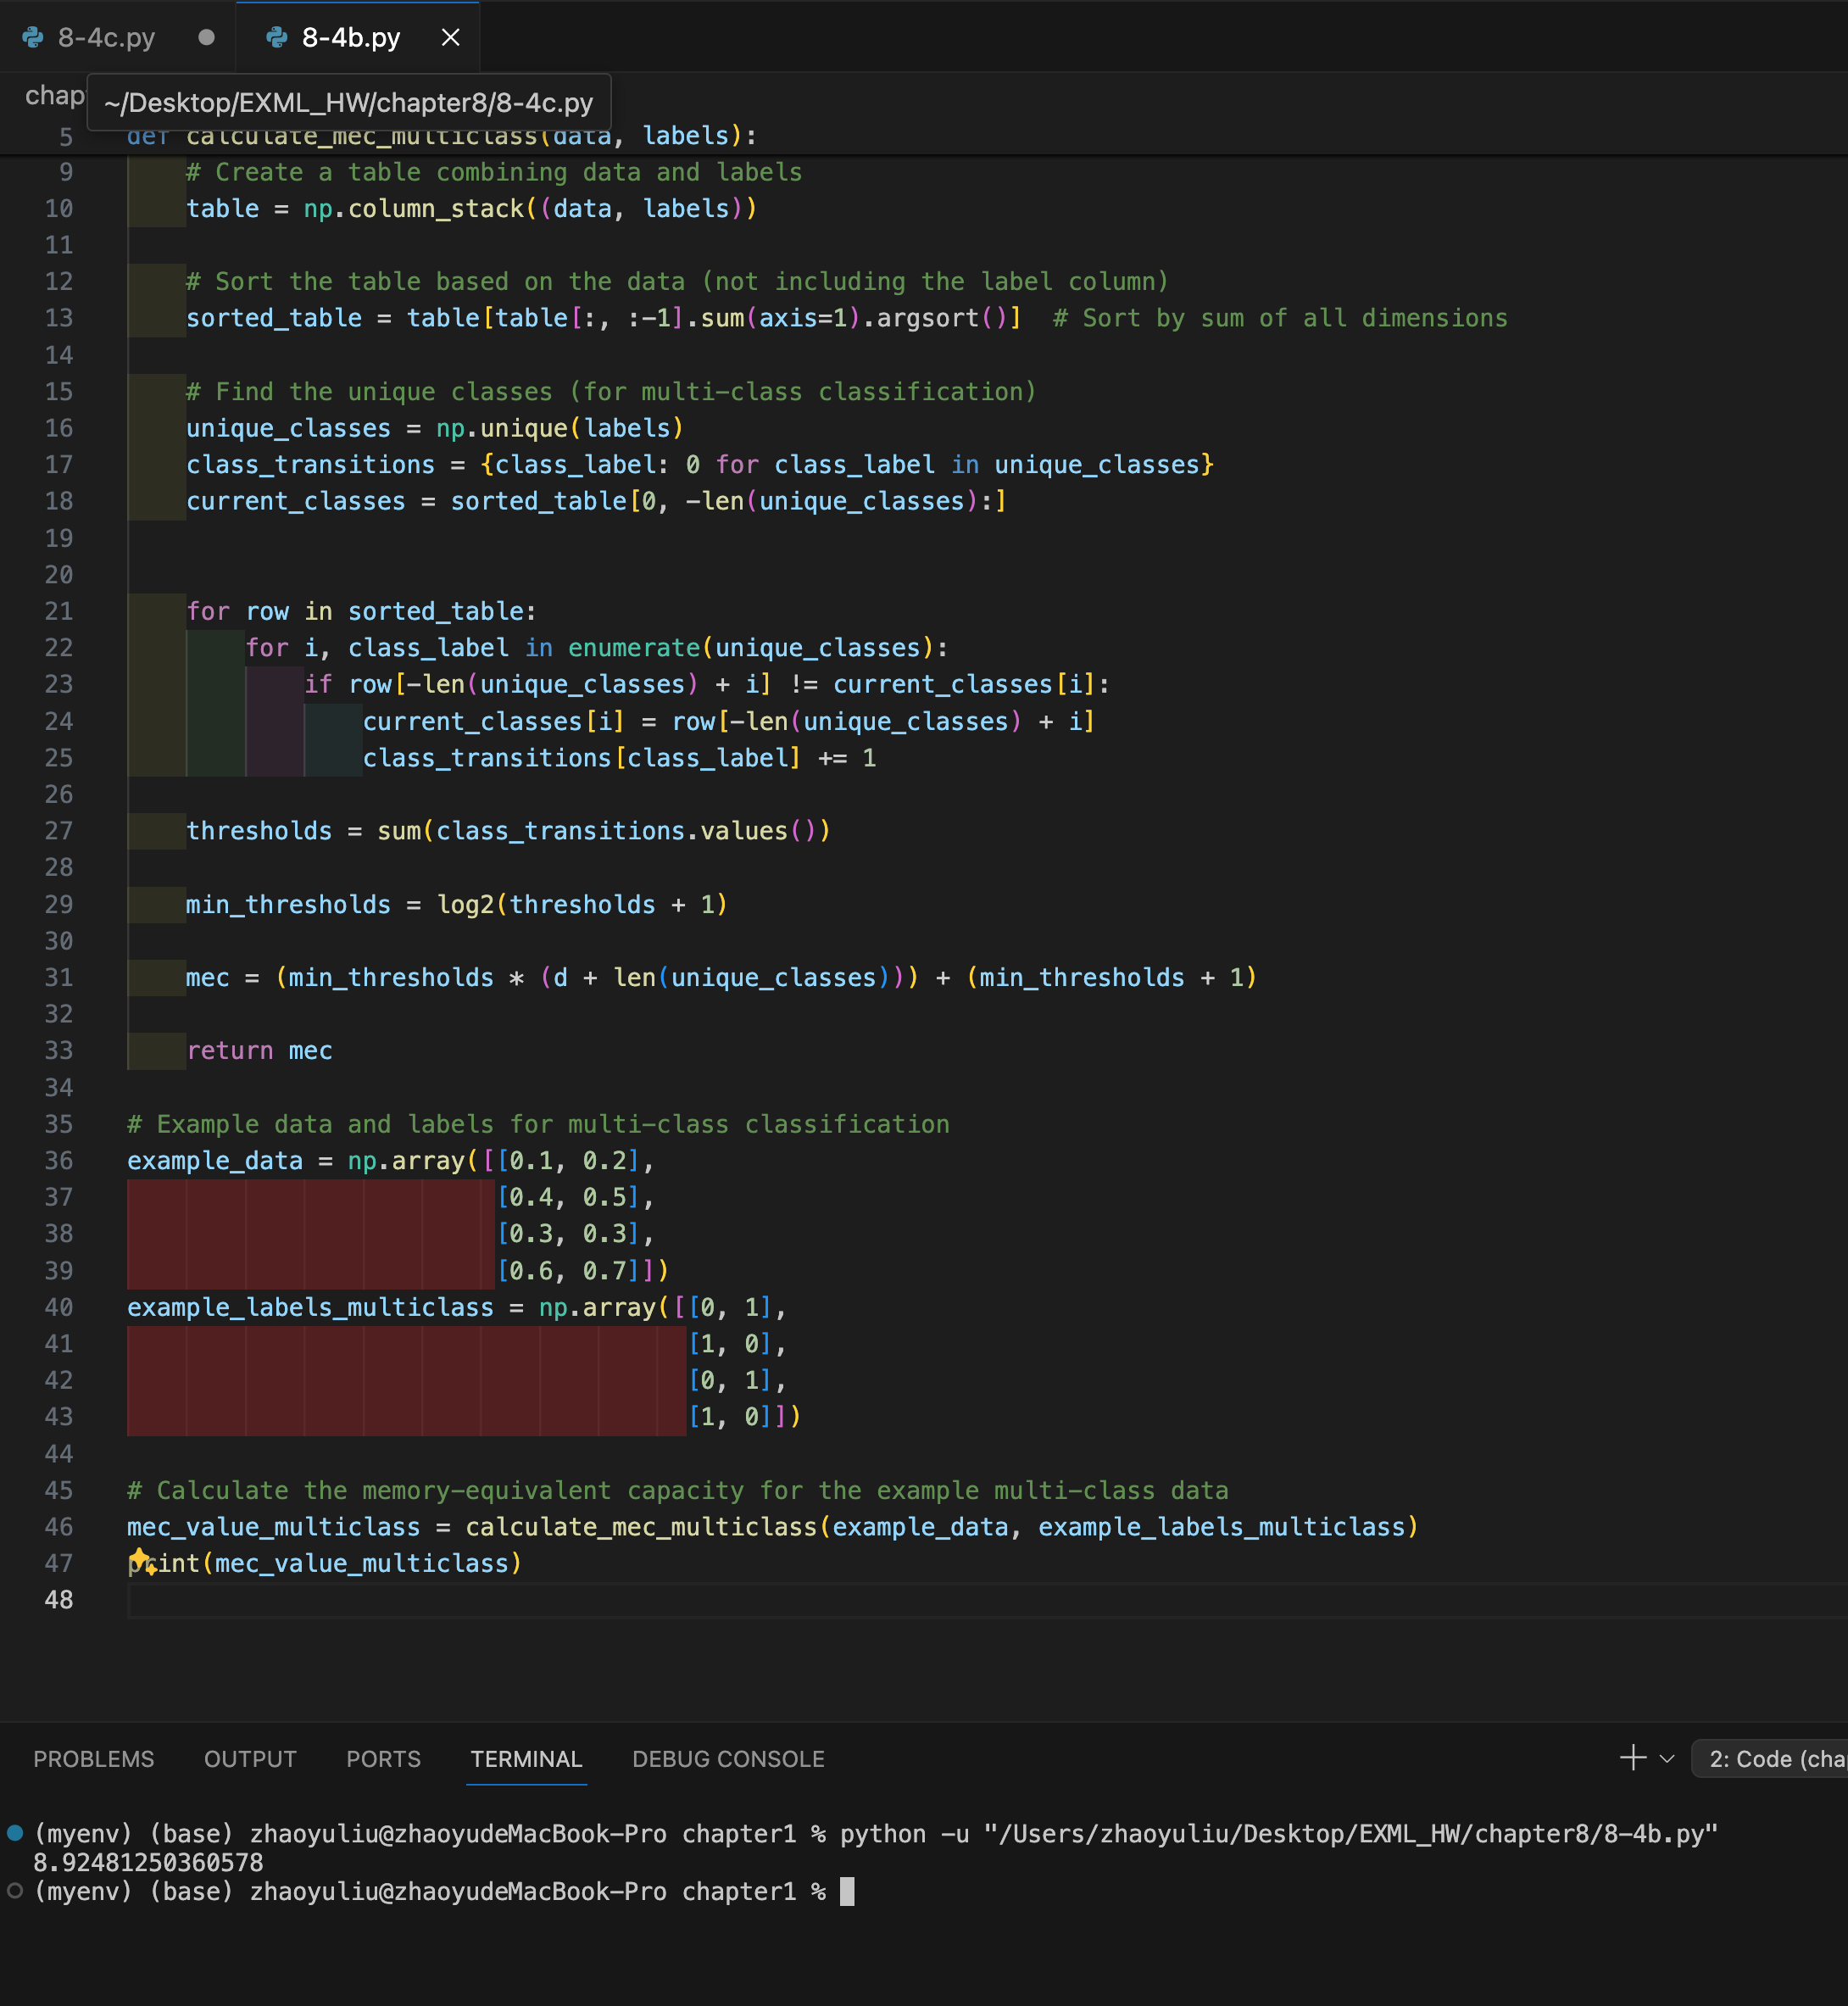 8-4c.py
8-4b.py
~/Desktop/EXML_HW/chapter8/8-4c.py
5 def calculate_mec_multiclass(data, labels):
9 # Create a table combining data and labels
10 table = np.column_stack((data, labels))
11
12 # Sort the table based on the data (not including the label column)
13 sorted_table = table[table[:, :-1].sum(axis=1).argsort()]  # Sort by sum of all dimensions
14
15 # Find the unique classes (for multi-class classification)
16 unique_classes = np.unique(labels)
17 class_transitions = {class_label: 0 for class_label in unique_classes}
18 current_classes = sorted_table[0, -len(unique_classes):]
19
20
21 for row in sorted_table:
22 for i, class_label in enumerate(unique_classes):
23 if row[-len(unique_classes) + i] != current_classes[i]:
24 current_classes[i] = row[-len(unique_classes) + i]
25 class_transitions[class_label] += 1
26
27 thresholds = sum(class_transitions.values())
28
29 min_thresholds = log2(thresholds + 1)
30
31 mec = (min_thresholds * (d + len(unique_classes))) + (min_thresholds + 1)
32
33 return mec
34
35 # Example data and labels for multi-class classification
36 example_data = np.array([[0.1, 0.2],
37 [0.4, 0.5],
38 [0.3, 0.3],
39 [0.6, 0.7]])
40 example_labels_multiclass = np.array([[0, 1],
41 [1, 0],
42 [0, 1],
43 [1, 0]])
44
45 # Calculate the memory-equivalent capacity for the example multi-class data
46 mec_value_multiclass = calculate_mec_multiclass(example_data, example_labels_multiclass)
47 print(mec_value_multiclass)
48
PROBLEMS OUTPUT PORTS TERMINAL DEBUG CONSOLE 2: Code
(myenv) (base) zhaoyuliu@zhaoyudeMacBook-Pro chapter1 % python -u "/Users/zhaoyuliu/Desktop/EXML_HW/chapter8/8-4b.py"
8.92481250360578
(myenv) (base) zhaoyuliu@zhaoyudeMacBook-Pro chapter1 %